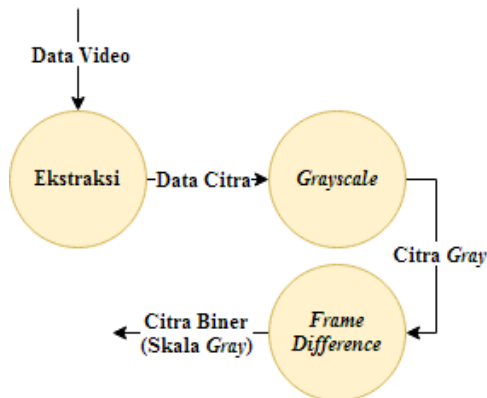 Data Video
Ekstraksi
Data Citra
Grayscale
Citra Gray
Frame
Difference
Citra Biner
(Skala Gray)